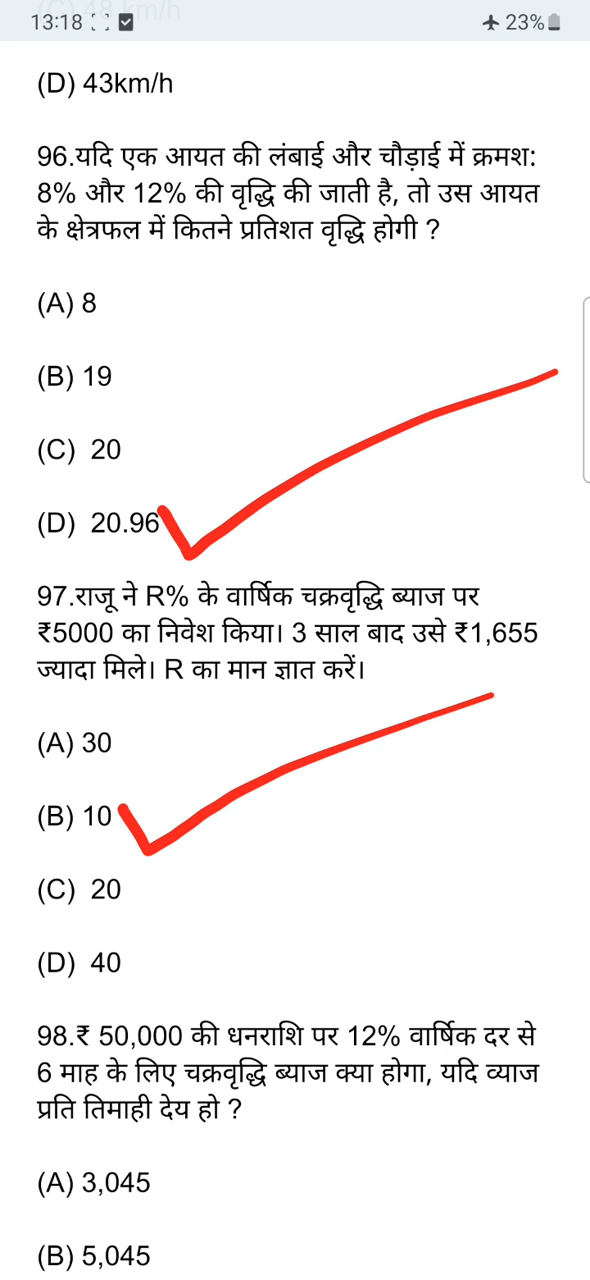 13:18
23%
(D) 43km/h
96.यदि एक आयत की लंबाई और चौड़ाई में क्रमश:
8% और 12% की वृद्धि की जाती है, तो उस आयत
के क्षेत्रफल में कितने प्रतिशत वृद्धि होगी ?
(A) 8
(B) 19
(C) 20
(D) 20.96
97.राजू ने R% के वार्षिक चक्रवृद्धि ब्याज पर
₹5000 का निवेश किया। 3 साल बाद उसे ₹1,655
ज्यादा मिले। R का मान ज्ञात करें।
(A) 30
(B) 10
(C) 20
(D) 40
98.₹ 50,000 की धनराशि पर 12% वार्षिक दर से
6 माह के लिए चक्रवृद्धि ब्याज क्या होगा, यदि व्याज
प्रति तिमाही देय हो ?
(A) 3,045
(B) 5,045